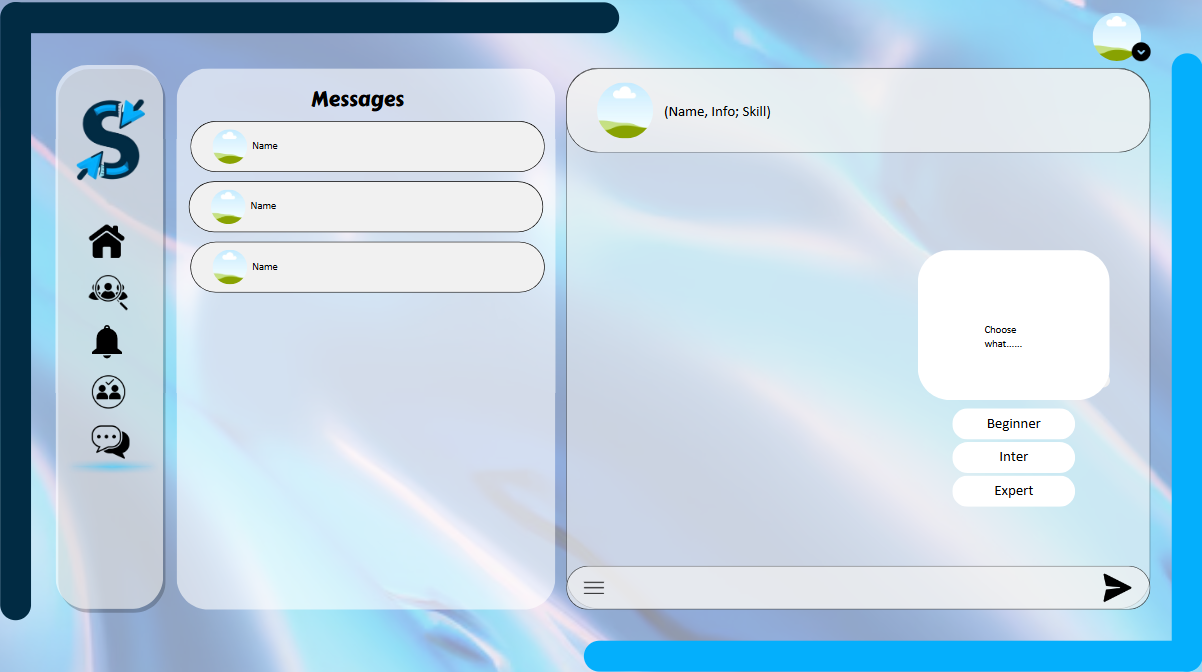 Messages
Name
Name
Name
(Name, Info; Skill)
Choose
what......
Beginner
Inter
Expert